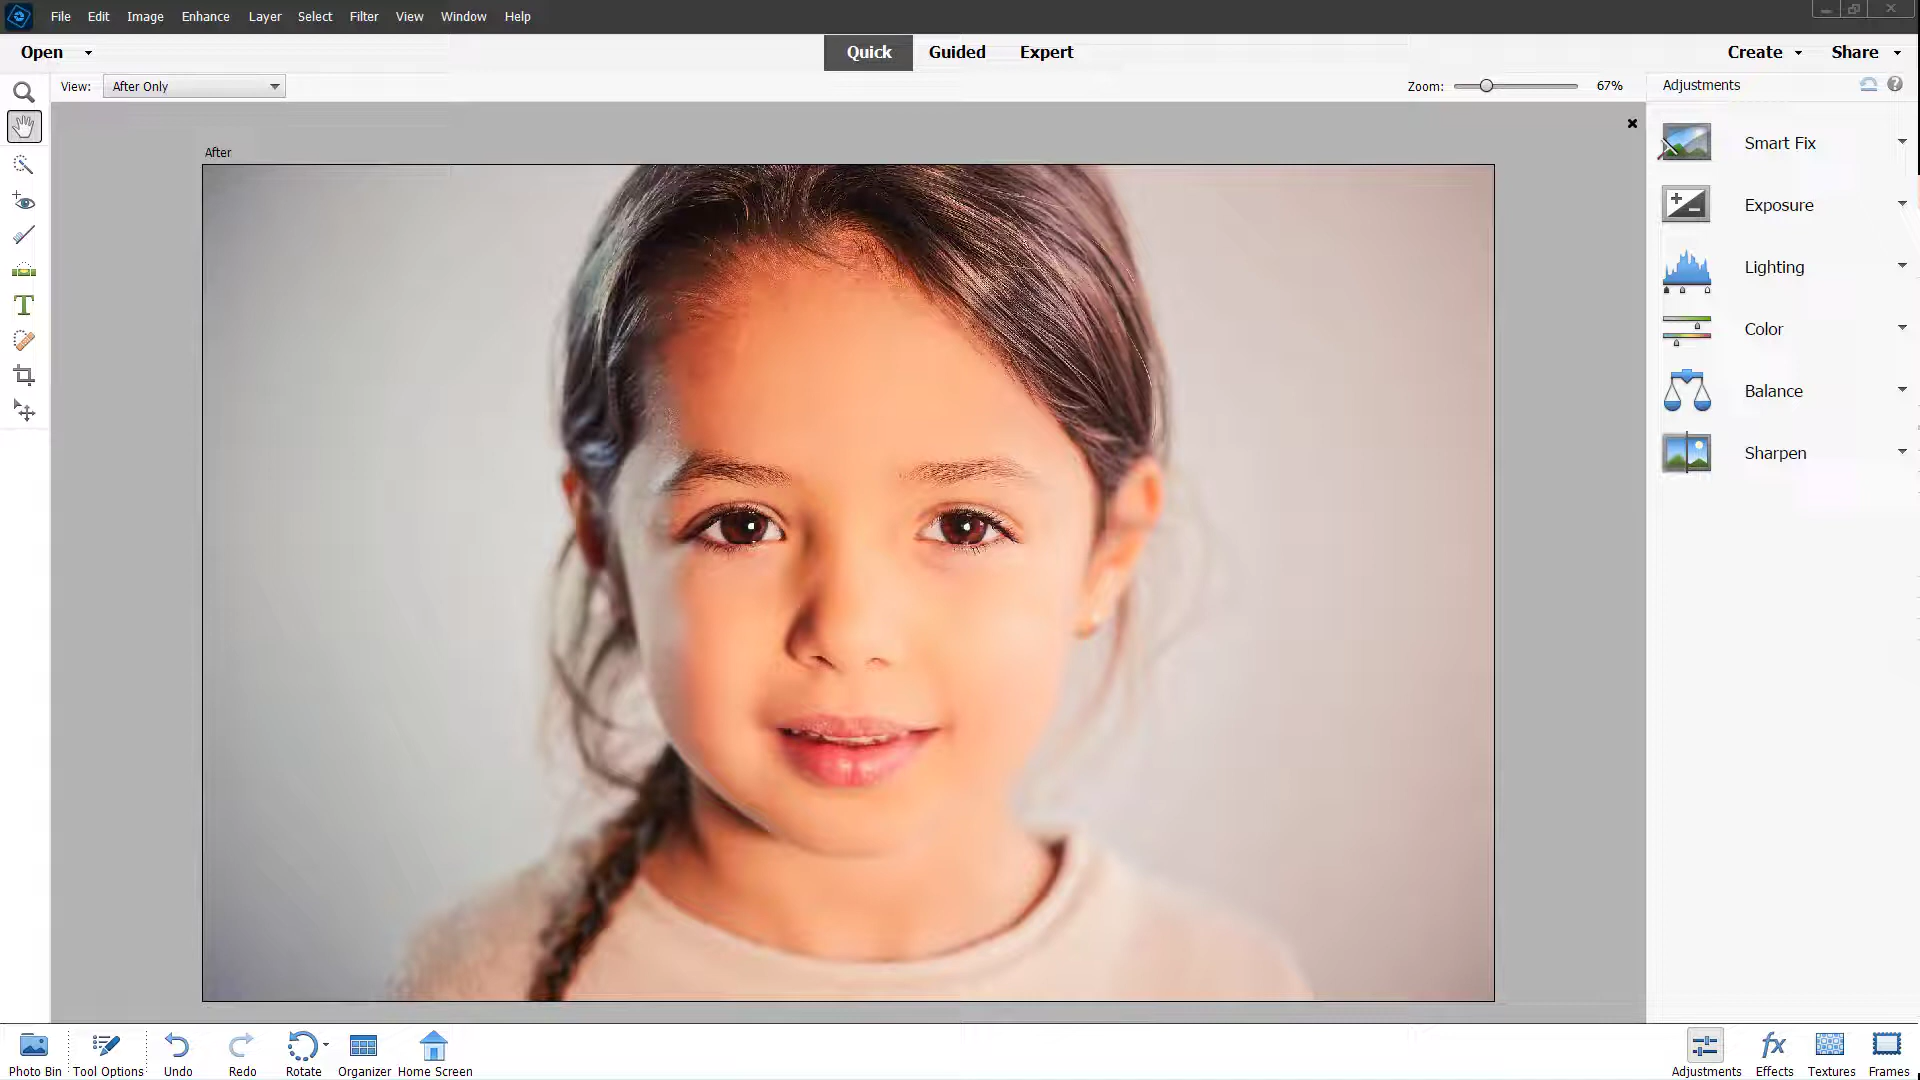 File Edit Image Enhance Layer Select Filter View Window Help
Open Quick Guided Expert Create Share
View: After Only Zoom: 67% Adjustments
After
Smart Fix
Exposure
Lighting
Color
Balance
Sharpen
Photo Bin Tool Options Undo Redo Rotate Organizer Home Screen Adjustments Effects Textures Frames